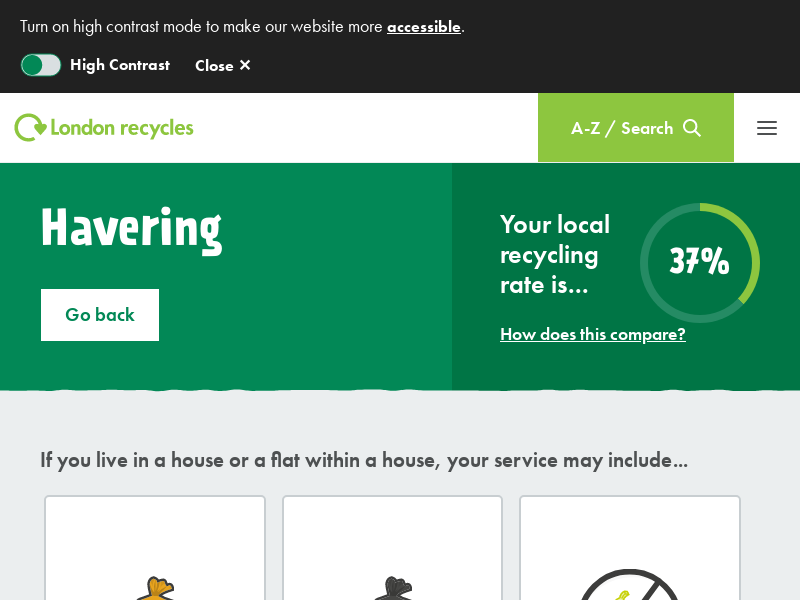 Turn on high contrast mode to make our website more accessible.
High Contrast
Close ✕
London recycles
A-Z / Search
Havering
Go back
Your local
recycling
rate is...
37%
How does this compare?
If you live in a house or a flat within a house, your service may include...